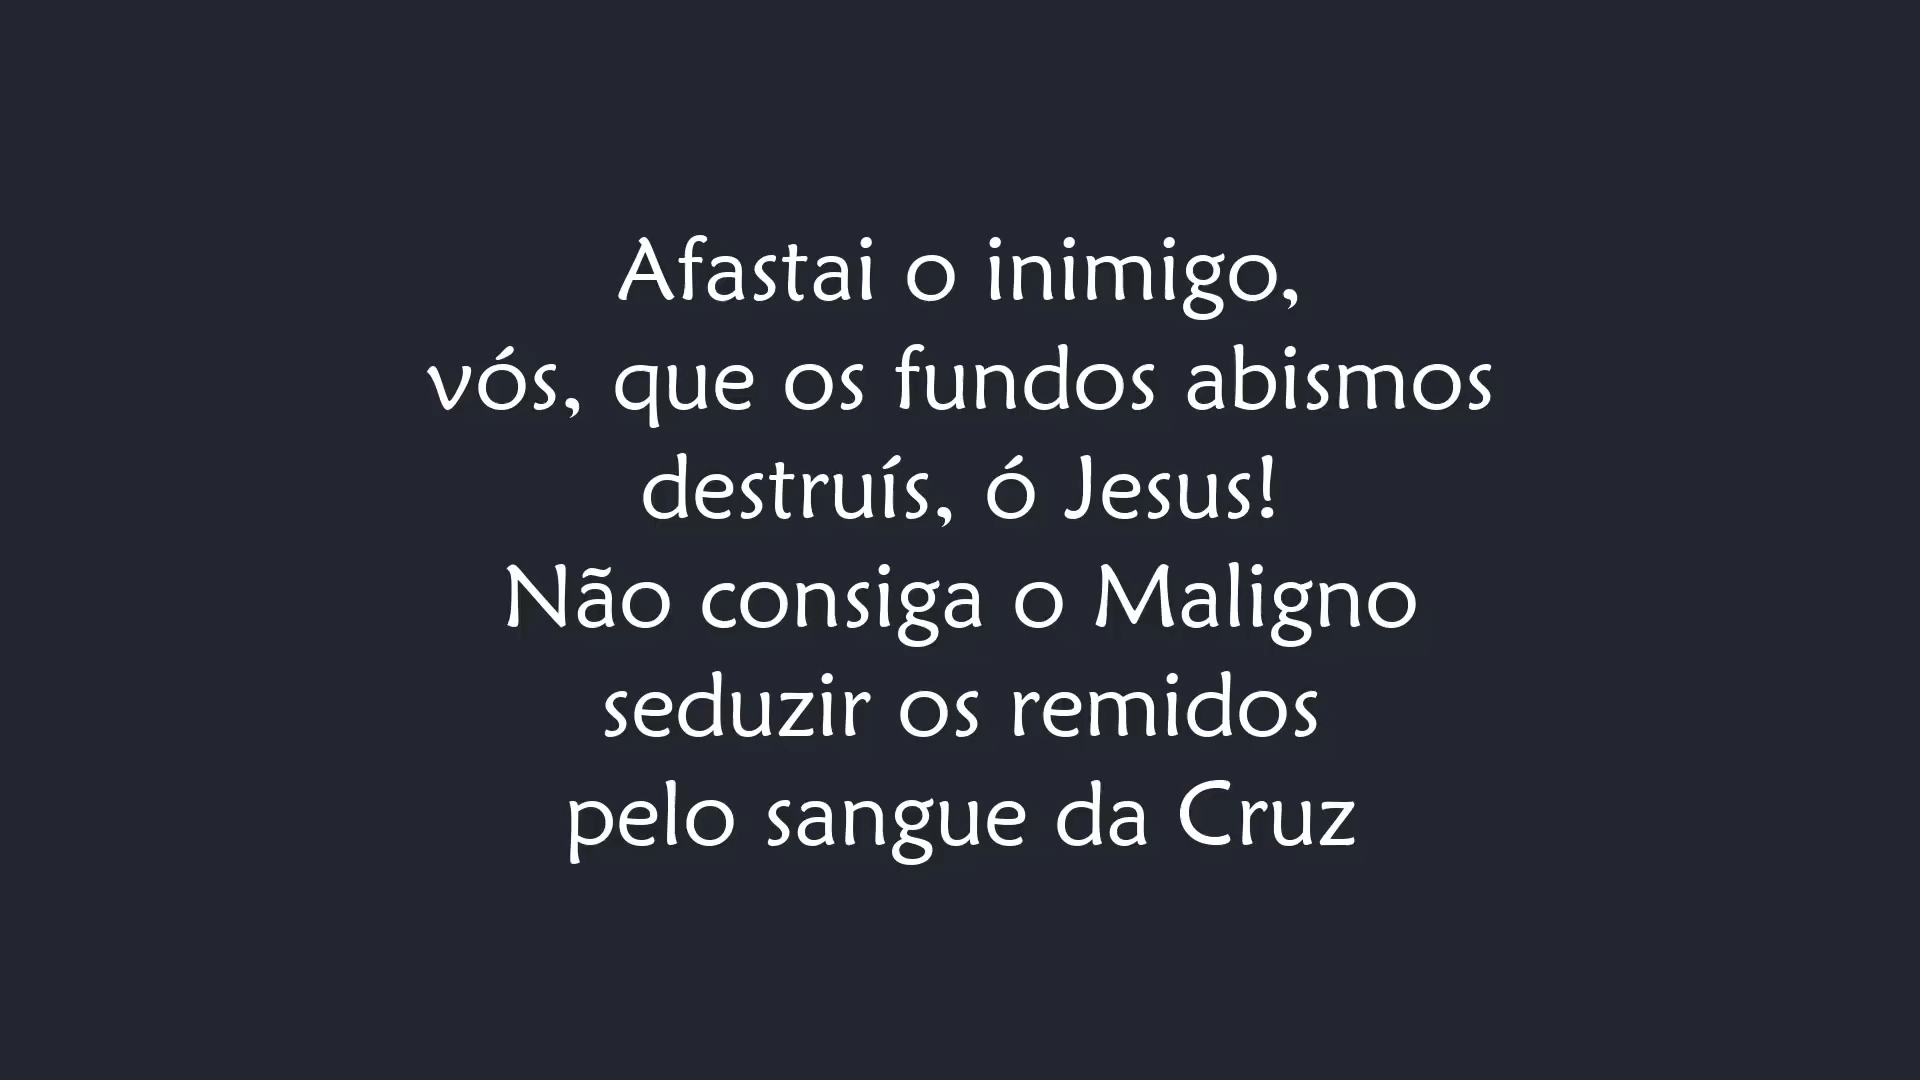 Afastai o inimigo,
vós, que os fundos abismos
destruís, ó Jesus!
Não consiga o Maligno
seduzir os remidos
pelo sangue da Cruz